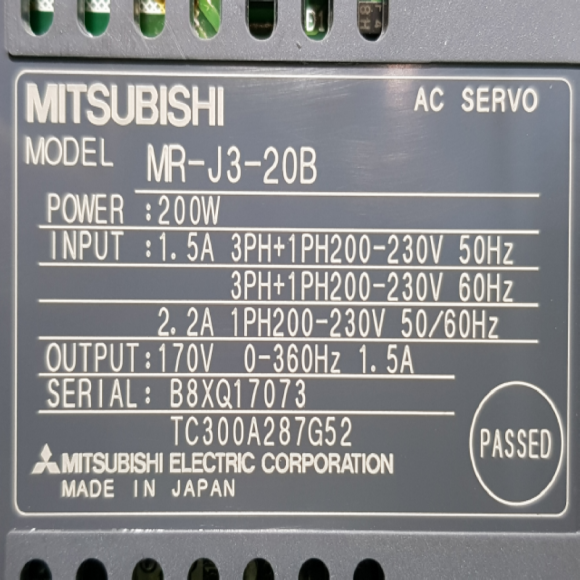 MITSUBISHI AC SERVO
MODEL MR-J3-20B
POWER :200W
INPUT :1.5A 3PH+1PH200-230V 50Hz
3PH+1PH200-230V 60Hz
2.2A 1PH200-230V 50/60Hz
OUTPUT:170V 0-360Hz 1.5A
SERIAL: B8XQ17073
TC300A287G52
PASSED
MITSUBISHI ELECTRIC CORPORATION
MADE IN JAPAN